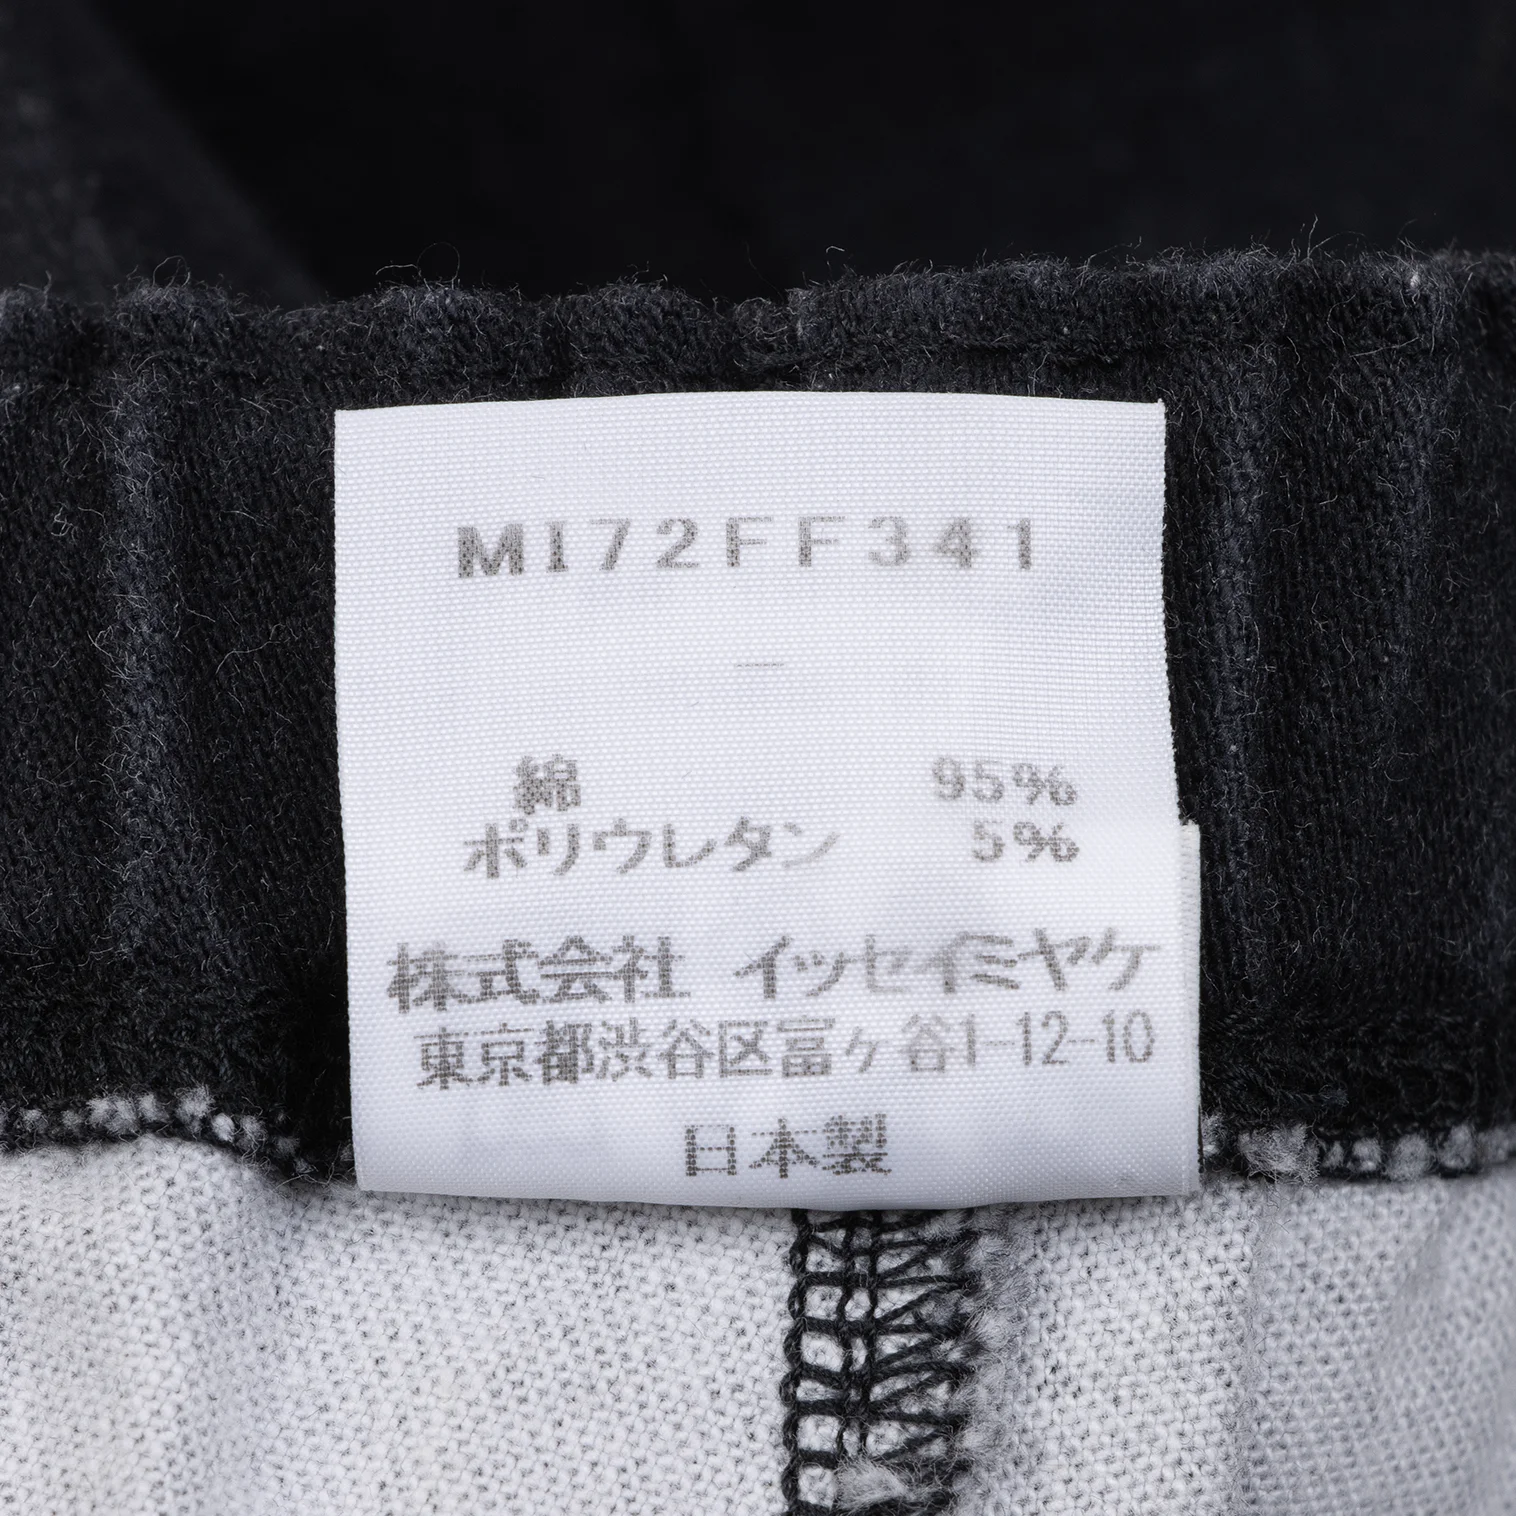 MI72FF341
綿 95%
ポリウレタン 5%
株式会社 イッセイミヤケ
東京都渋谷区富ヶ谷1-12-10
日本製